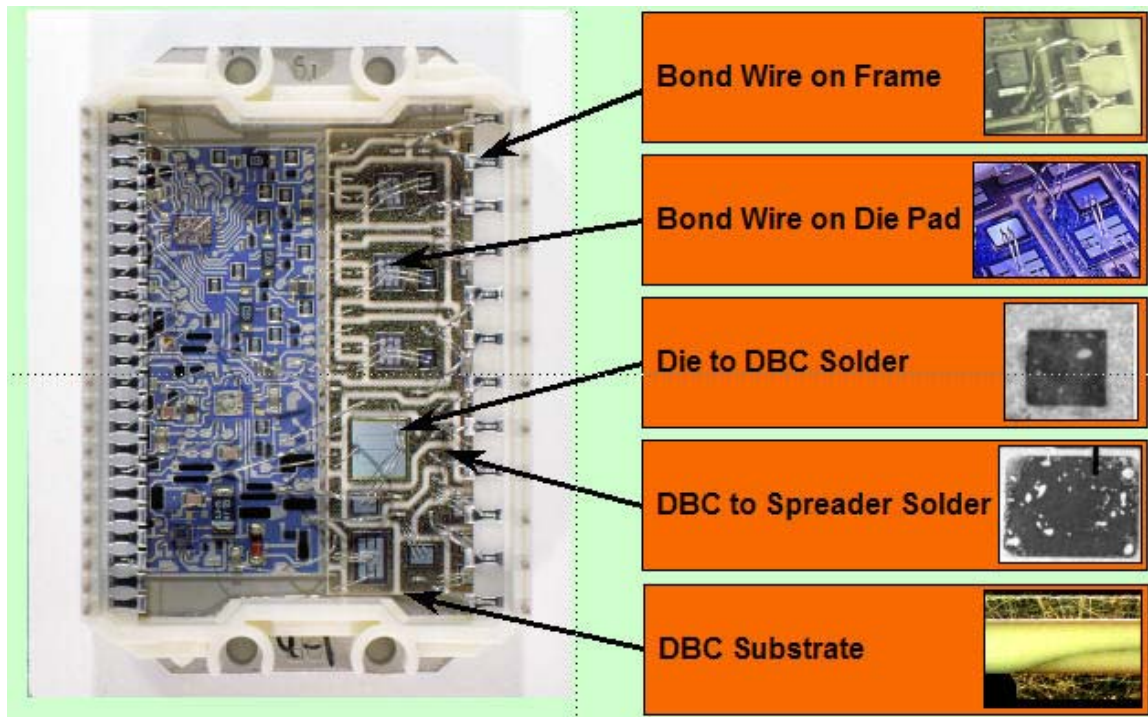 Bond Wire on Frame
Bond Wire on Die Pad
Die to DBC Solder
DBC to Spreader Solder
DBC Substrate